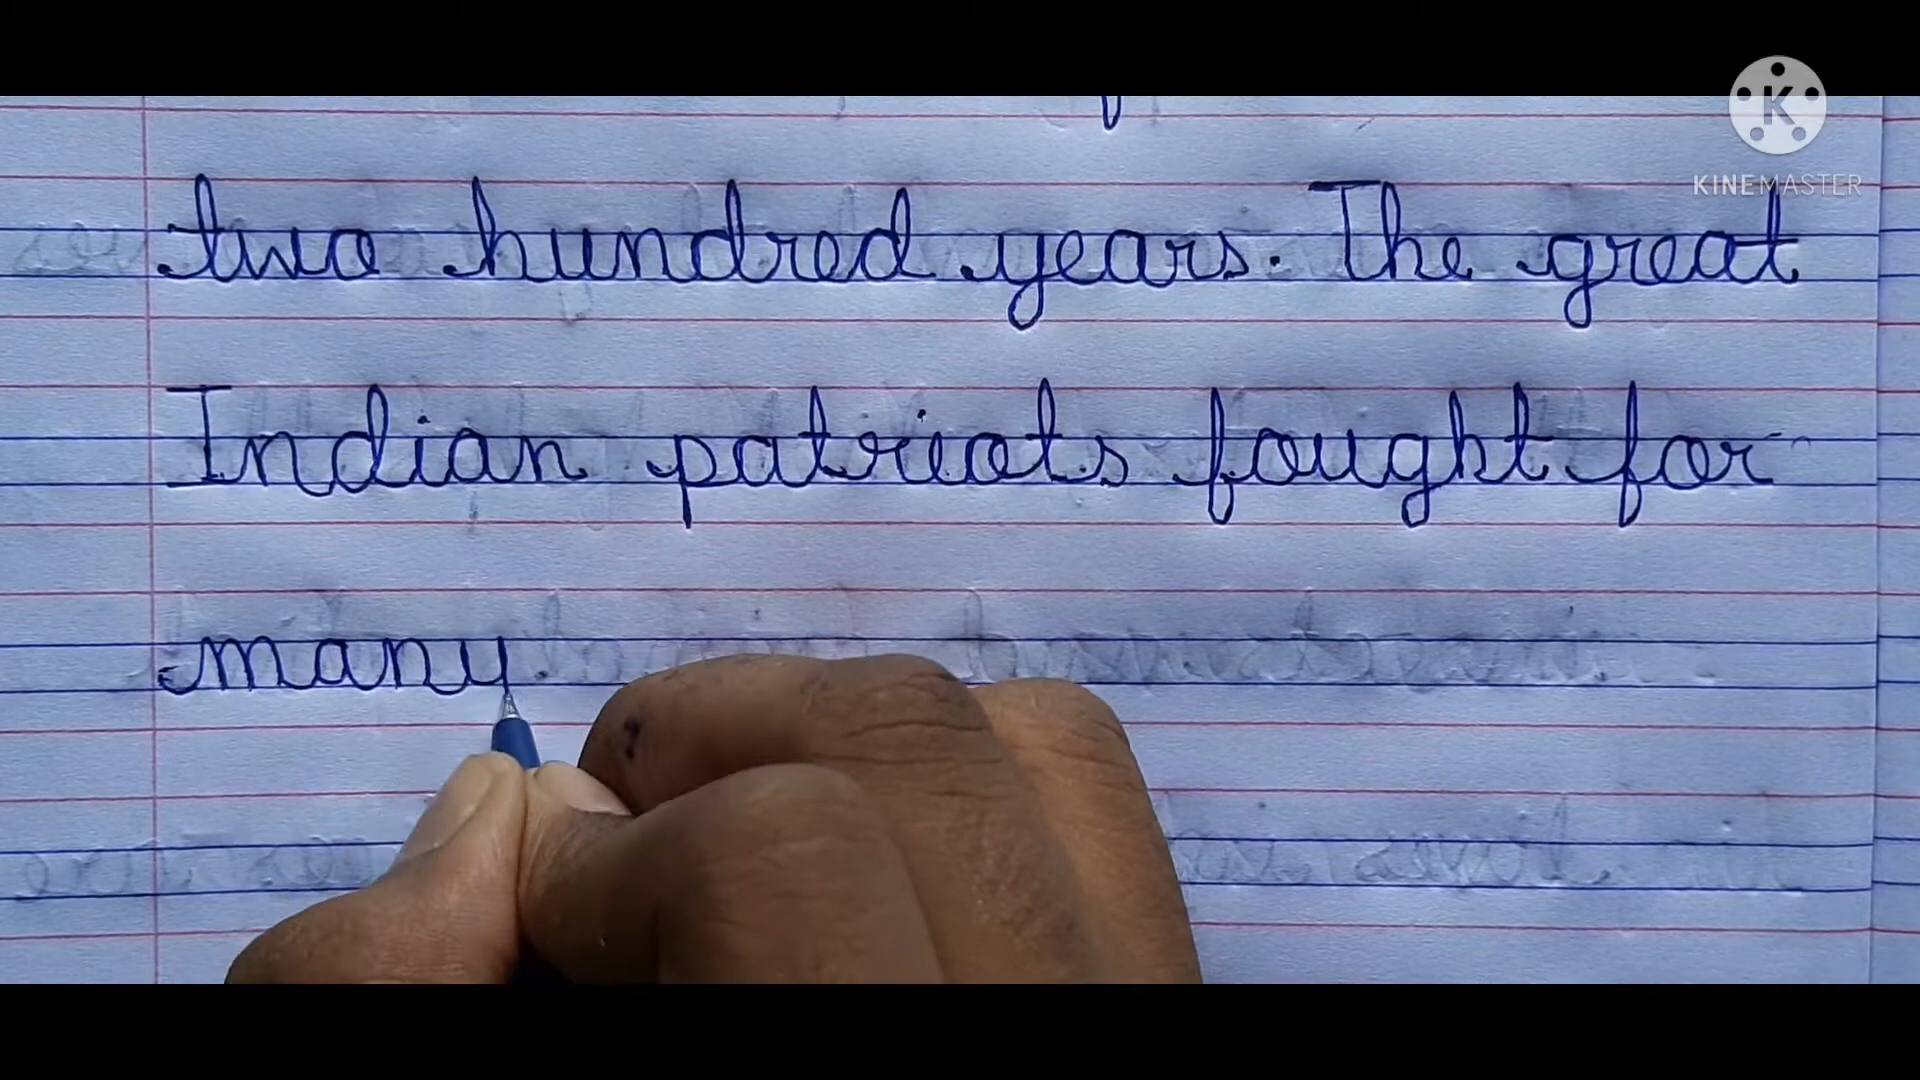 KINEMASTER
two hundred years. The great
Indian patriots fought for
many